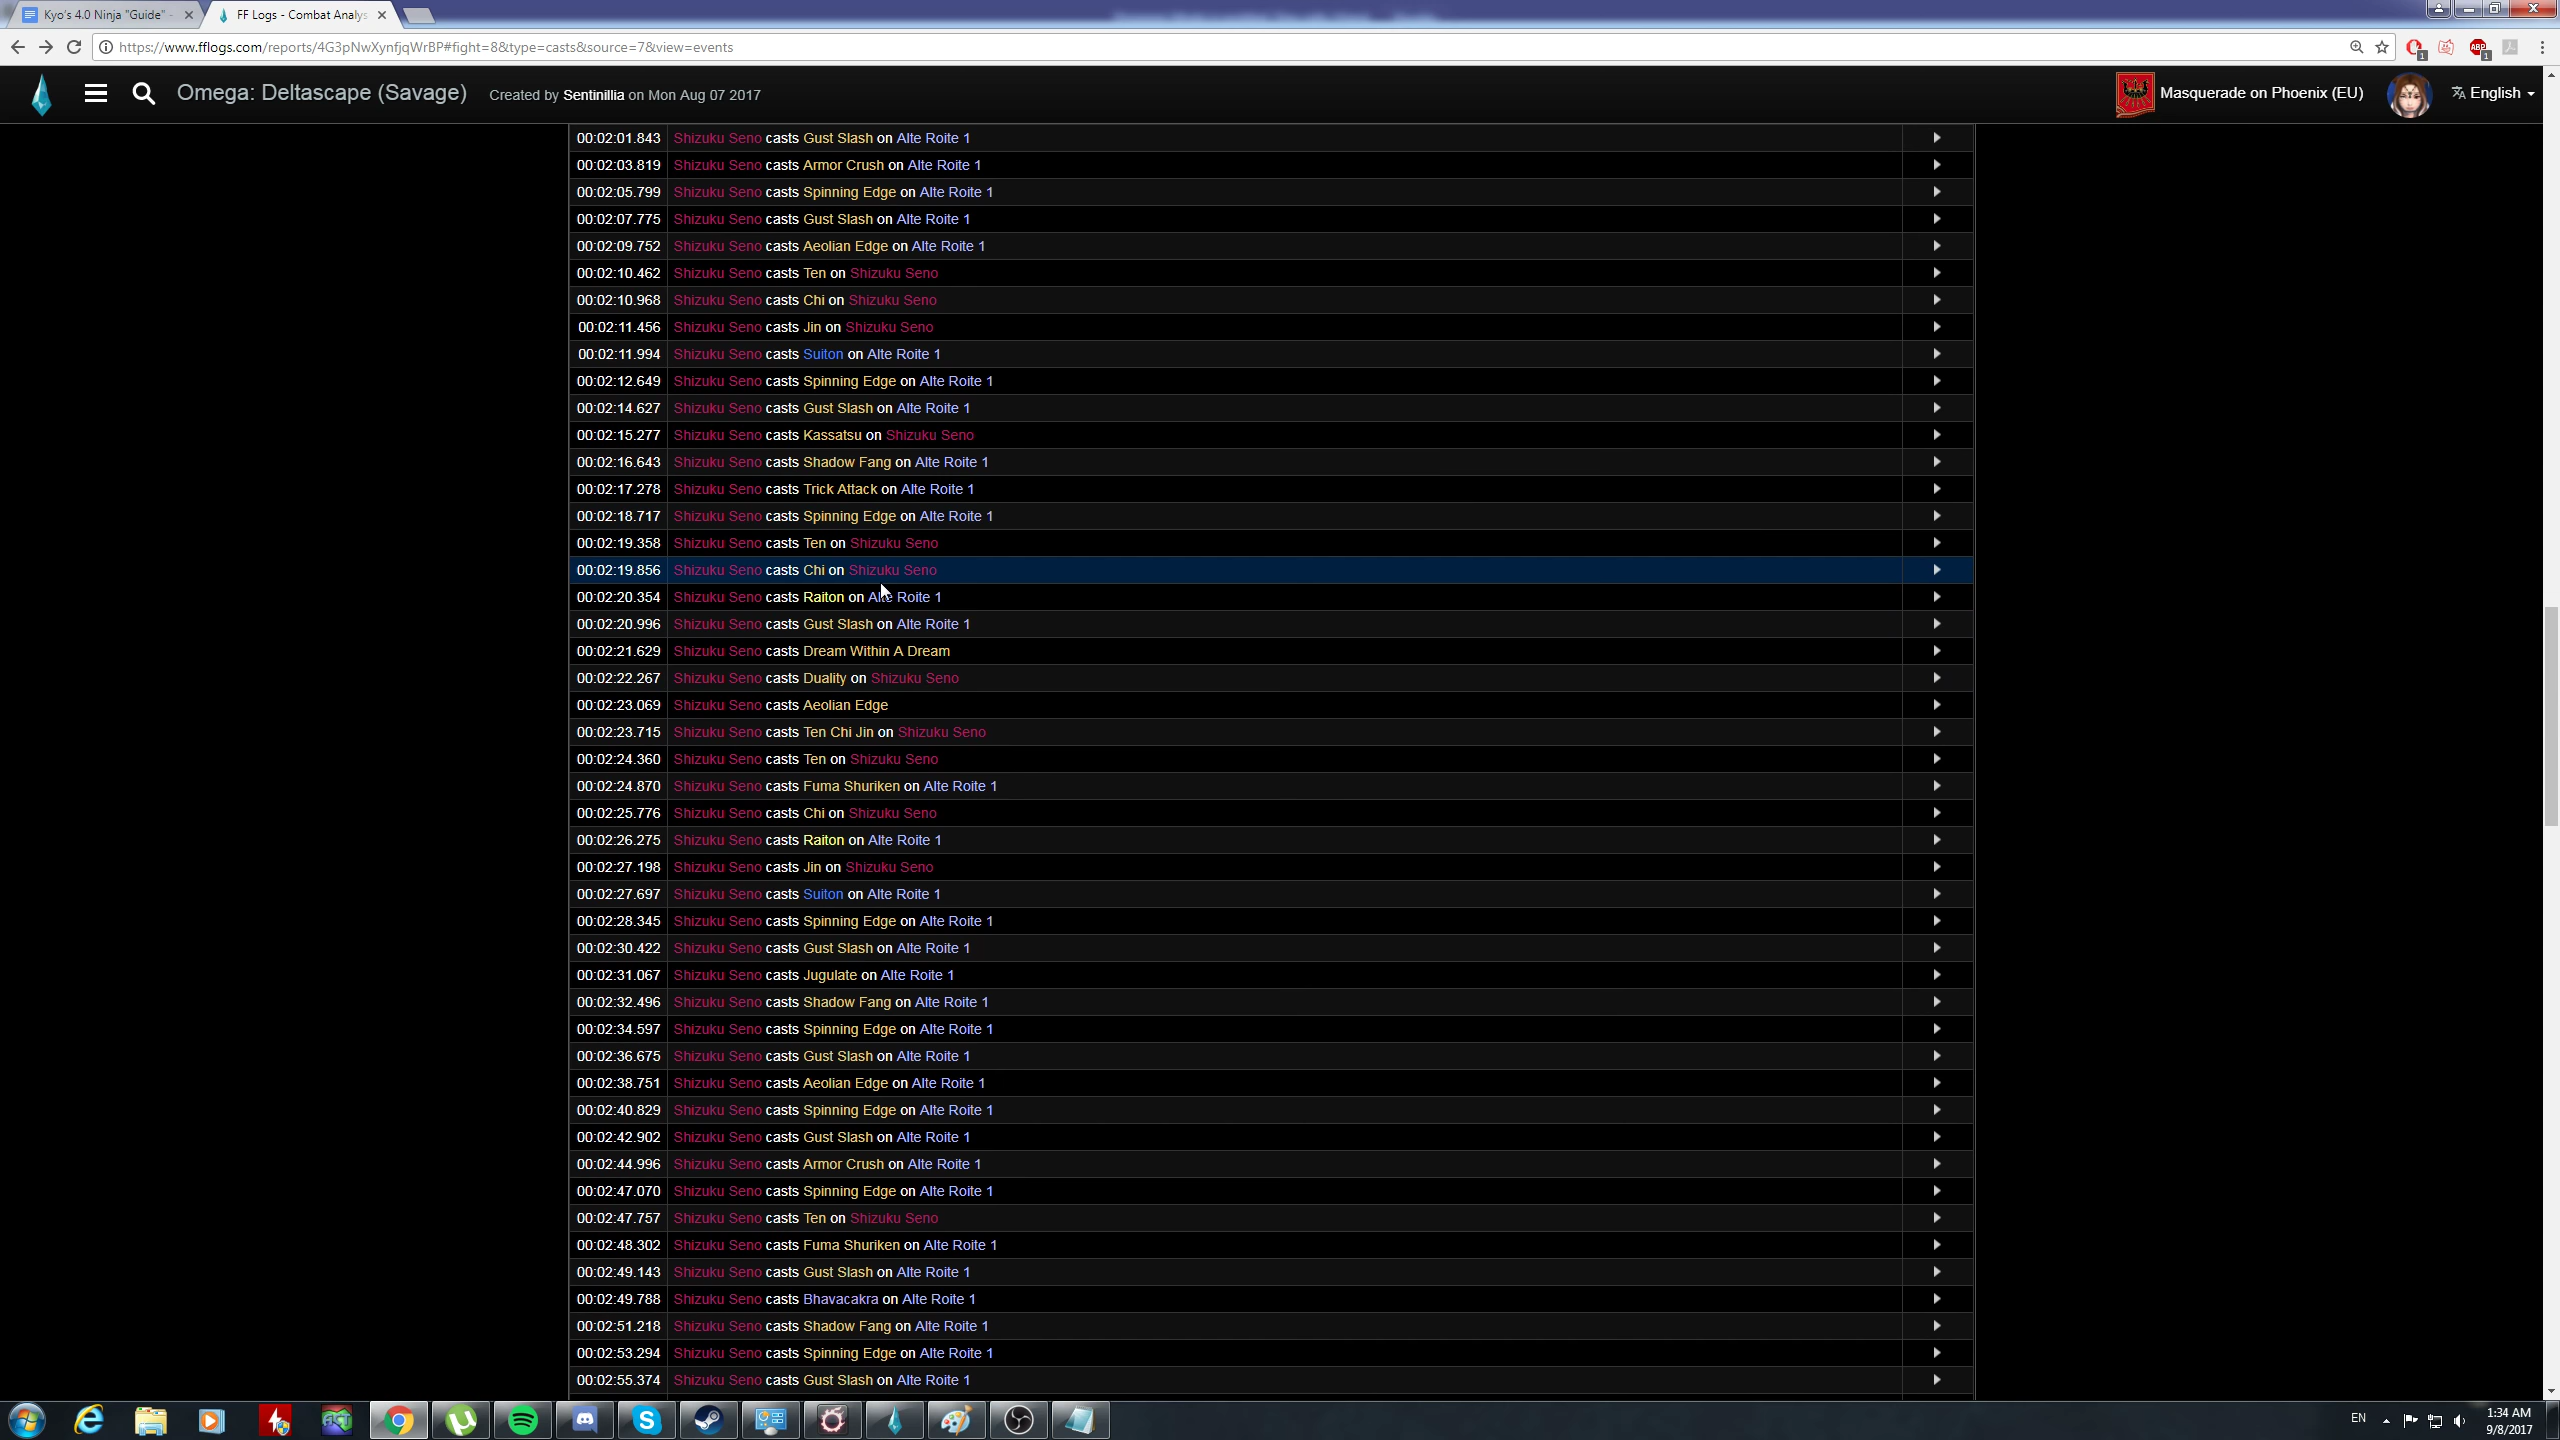 Kyo's 4.0 Ninja "Guide" -
FF Logs - Combat Analys
https://www.fflogs.com/reports/4G3pNwXynfjqWrBP#fight=8&type=casts&source=7&view=events
1
ABP
1
Omega: Deltascape (Savage)
Created by Sentinillia on Mon Aug 07 2017
Masquerade on Phoenix (EU)
English
00:02:01.843 Shizuku Seno casts Gust Slash on Alte Roite 1
00:02:03.819 Shizuku Seno casts Armor Crush on Alte Roite 1
00:02:05.799 Shizuku Seno casts Spinning Edge on Alte Roite 1
00:02:07.775 Shizuku Seno casts Gust Slash on Alte Roite 1
00:02:09.752 Shizuku Seno casts Aeolian Edge on Alte Roite 1
00:02:10.462 Shizuku Seno casts Ten on Shizuku Seno
00:02:10.968 Shizuku Seno casts Chi on Shizuku Seno
00:02:11.456 Shizuku Seno casts Jin on Shizuku Seno
00:02:11.994 Shizuku Seno casts Suiton on Alte Roite 1
00:02:12.649 Shizuku Seno casts Spinning Edge on Alte Roite 1
00:02:14.627 Shizuku Seno casts Gust Slash on Alte Roite 1
00:02:15.277 Shizuku Seno casts Kassatsu on Shizuku Seno
00:02:16.643 Shizuku Seno casts Shadow Fang on Alte Roite 1
00:02:17.278 Shizuku Seno casts Trick Attack on Alte Roite 1
00:02:18.717 Shizuku Seno casts Spinning Edge on Alte Roite 1
00:02:19.358 Shizuku Seno casts Ten on Shizuku Seno
00:02:19.856 Shizuku Seno casts Chi on Shizuku Seno
00:02:20.354 Shizuku Seno casts Raiton on Alte Roite 1
00:02:20.996 Shizuku Seno casts Gust Slash on Alte Roite 1
00:02:21.629 Shizuku Seno casts Dream Within A Dream
00:02:22.267 Shizuku Seno casts Duality on Shizuku Seno
00:02:23.069 Shizuku Seno casts Aeolian Edge
00:02:23.715 Shizuku Seno casts Ten Chi Jin on Shizuku Seno
00:02:24.360 Shizuku Seno casts Ten on Shizuku Seno
00:02:24.870 Shizuku Seno casts Fuma Shuriken on Alte Roite 1
00:02:25.776 Shizuku Seno casts Chi on Shizuku Seno
00:02:26.275 Shizuku Seno casts Raiton on Alte Roite 1
00:02:27.198 Shizuku Seno casts Jin on Shizuku Seno
00:02:27.697 Shizuku Seno casts Suiton on Alte Roite 1
00:02:28.345 Shizuku Seno casts Spinning Edge on Alte Roite 1
00:02:30.422 Shizuku Seno casts Gust Slash on Alte Roite 1
00:02:31.067 Shizuku Seno casts Jugulate on Alte Roite 1
00:02:32.496 Shizuku Seno casts Shadow Fang on Alte Roite 1
00:02:34.597 Shizuku Seno casts Spinning Edge on Alte Roite 1
00:02:36.675 Shizuku Seno casts Gust Slash on Alte Roite 1
00:02:38.751 Shizuku Seno casts Aeolian Edge on Alte Roite 1
00:02:40.829 Shizuku Seno casts Spinning Edge on Alte Roite 1
00:02:42.902 Shizuku Seno casts Gust Slash on Alte Roite 1
00:02:44.996 Shizuku Seno casts Armor Crush on Alte Roite 1
00:02:47.070 Shizuku Seno casts Spinning Edge on Alte Roite 1
00:02:47.757 Shizuku Seno casts Ten on Shizuku Seno
00:02:48.302 Shizuku Seno casts Fuma Shuriken on Alte Roite 1
00:02:49.143 Shizuku Seno casts Gust Slash on Alte Roite 1
00:02:49.788 Shizuku Seno casts Bhavacakra on Alte Roite 1
00:02:51.218 Shizuku Seno casts Shadow Fang on Alte Roite 1
00:02:53.294 Shizuku Seno casts Spinning Edge on Alte Roite 1
00:02:55.374 Shizuku Seno casts Gust Slash on Alte Roite 1
ACT
EN
1:34 AM
9/8/2017